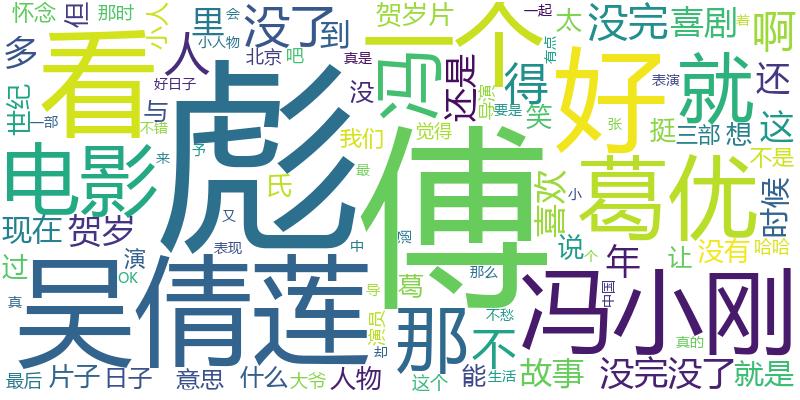 怀念
但
那时
小人
里
会
没了
到
贺岁片
一个
一起
太
没完
喜剧
啊
多
看
人
小人物
北京
吧
真是
有点
首
世纪
与
好日子
没
冯
还是
导演
得
要是
笑
好
表演
就
还
一部
不错
彪
傅
我们
觉得
张
挺
三部
想
这
电影
来
予
氏
最
喜欢
葛优
不是
时候
现在
贺岁
又
小
说
个
没有
哈哈
过
演
表现
中
年
让
OK
吴倩莲
葛
那么
冯小刚
中国
真
导
那
不
不愁
演员
却
真的
最后
片子
日子
意思
什么
大爷
人物
这个
能
生活
故事
没完没了
就是